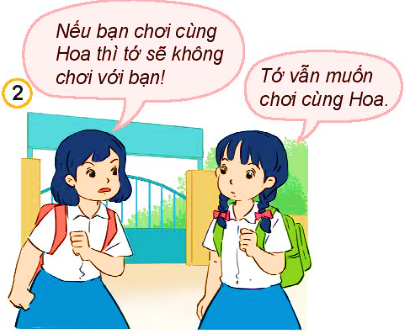 Nếu bạn chơi cùng
Hoa thì tớ sẽ không
chơi với bạn!
2
Tớ vẫn muốn
chơi cùng Hoa.